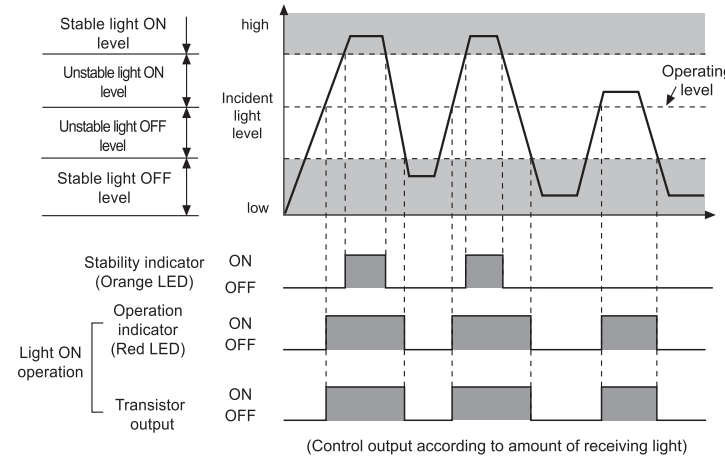 Stable light ON
level
Unstable light ON
level
Unstable light OFF
level
Stable light OFF
level
high
Incident
light
level
low
Operating
level
Stability indicator
(Orange LED)
ON
OFF
Light ON
operation
Operation
indicator
(Red LED)
ON
OFF
Transistor
output
ON
OFF
(Control output according to amount of receiving light)